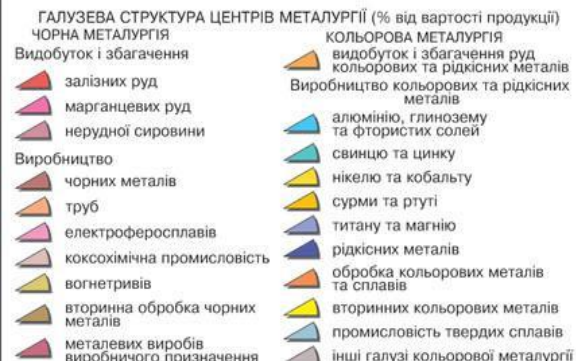 ГАЛУЗЕВА СТРУКТУРА ЦЕНТРІВ МЕТАЛУРГІЇ (% від вартості продукції)
ЧОРНА МЕТАЛУРГІЯ
Видобуток і збагачення
залізних руд
марганцевих руд
нерудної сировини
Виробництво
чорних металів
труб
електроферосплавів
коксохімічна промисловість
вогнетривів
вторинна обробка чорних
металів
металевих виробів
виробничого призначення
КОЛЬОРОВА МЕТАЛУРГІЯ
видобуток і збагачення руд
кольорових та рідкісних металів
Виробництво кольорових та рідкісних
металів
алюмінію, глинозему
та фтористих солей
свинцю та цинку
нікелю та кобальту
сурми та ртуті
титану та магнію
рідкісних металів
обробка кольорових металів
та сплавів
вторинних кольорових металів
промисловість твердих сплавів
інші галузі кольорової металургії